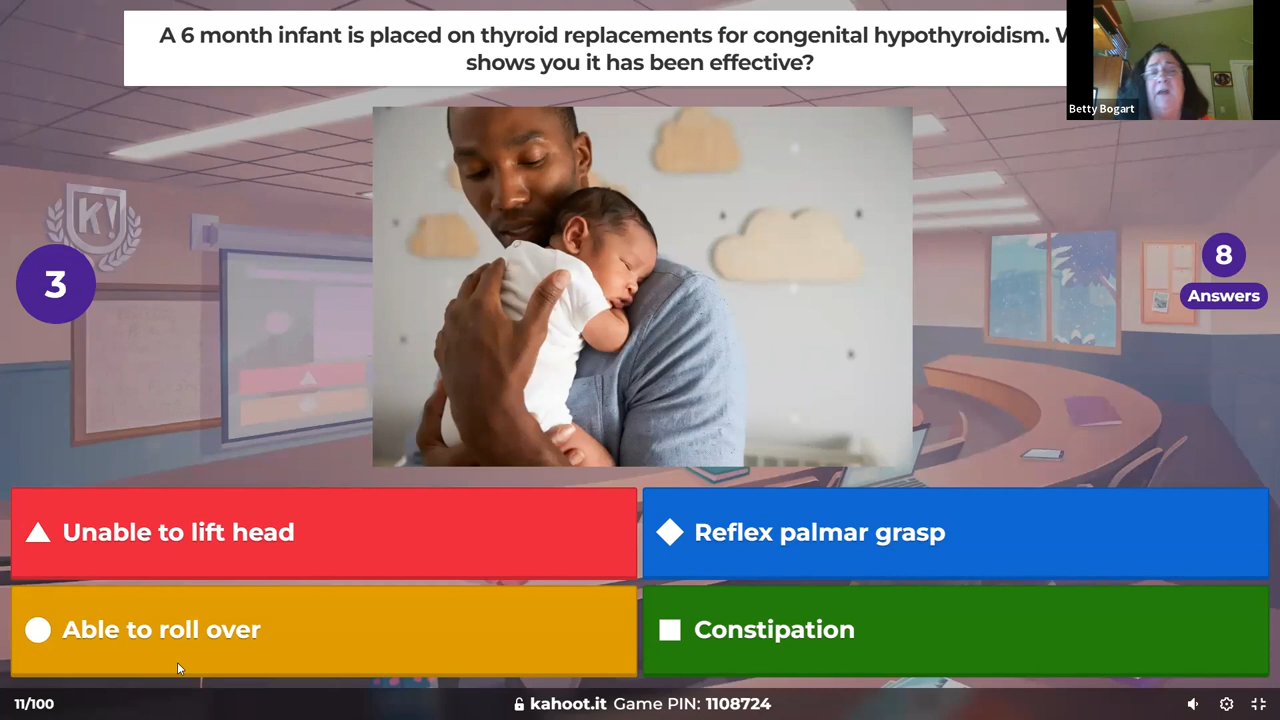 A 6 month infant is placed on thyroid replacements for congenital hypothyroidism.
shows you it has been effective?
Betty Bogart
K!
3
8
Answers
Unable to lift head
Reflex palmar grasp
Able to roll over
Constipation
11/100
kahoot.it Game PIN: 1108724